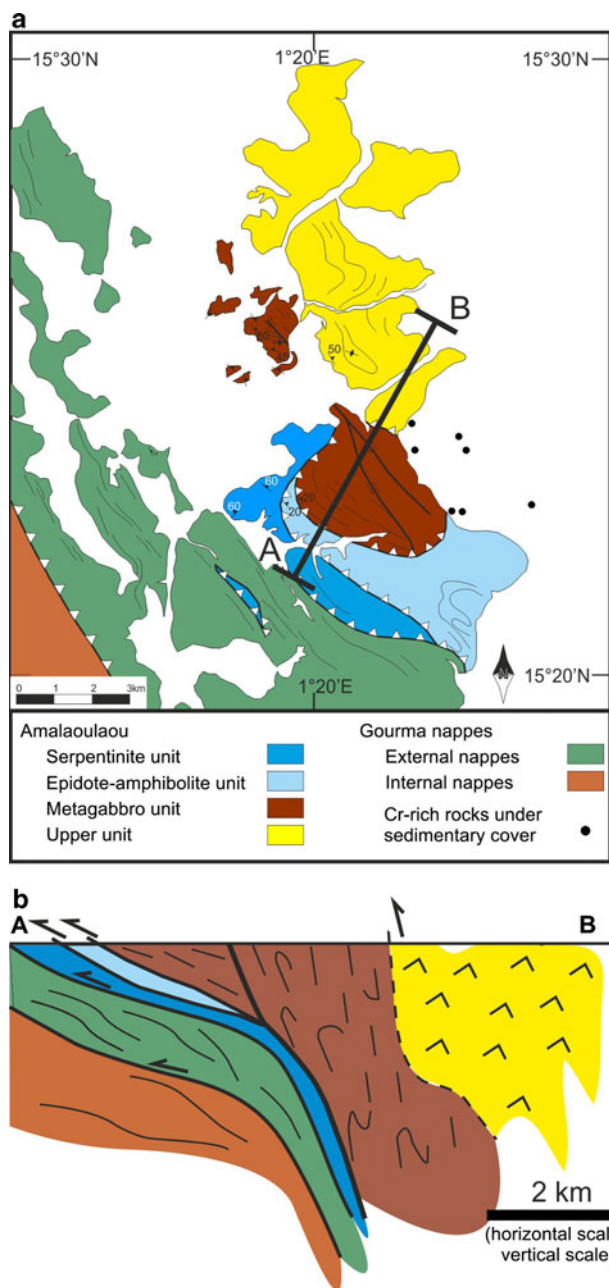 a
15°30'N 1°20'E 15°30'N
B
50
60
60
20
20
A
1°20'E 15°20'N
0 1 2 3km
N
Amalaoulaou Gourma nappes
Serpentinite unit External nappes
Epidote-amphibolite unit Internal nappes
Metagabbro unit Cr-rich rocks under
Upper unit sedimentary cover
b
A B
2 km
(horizontal scal
vertical scale